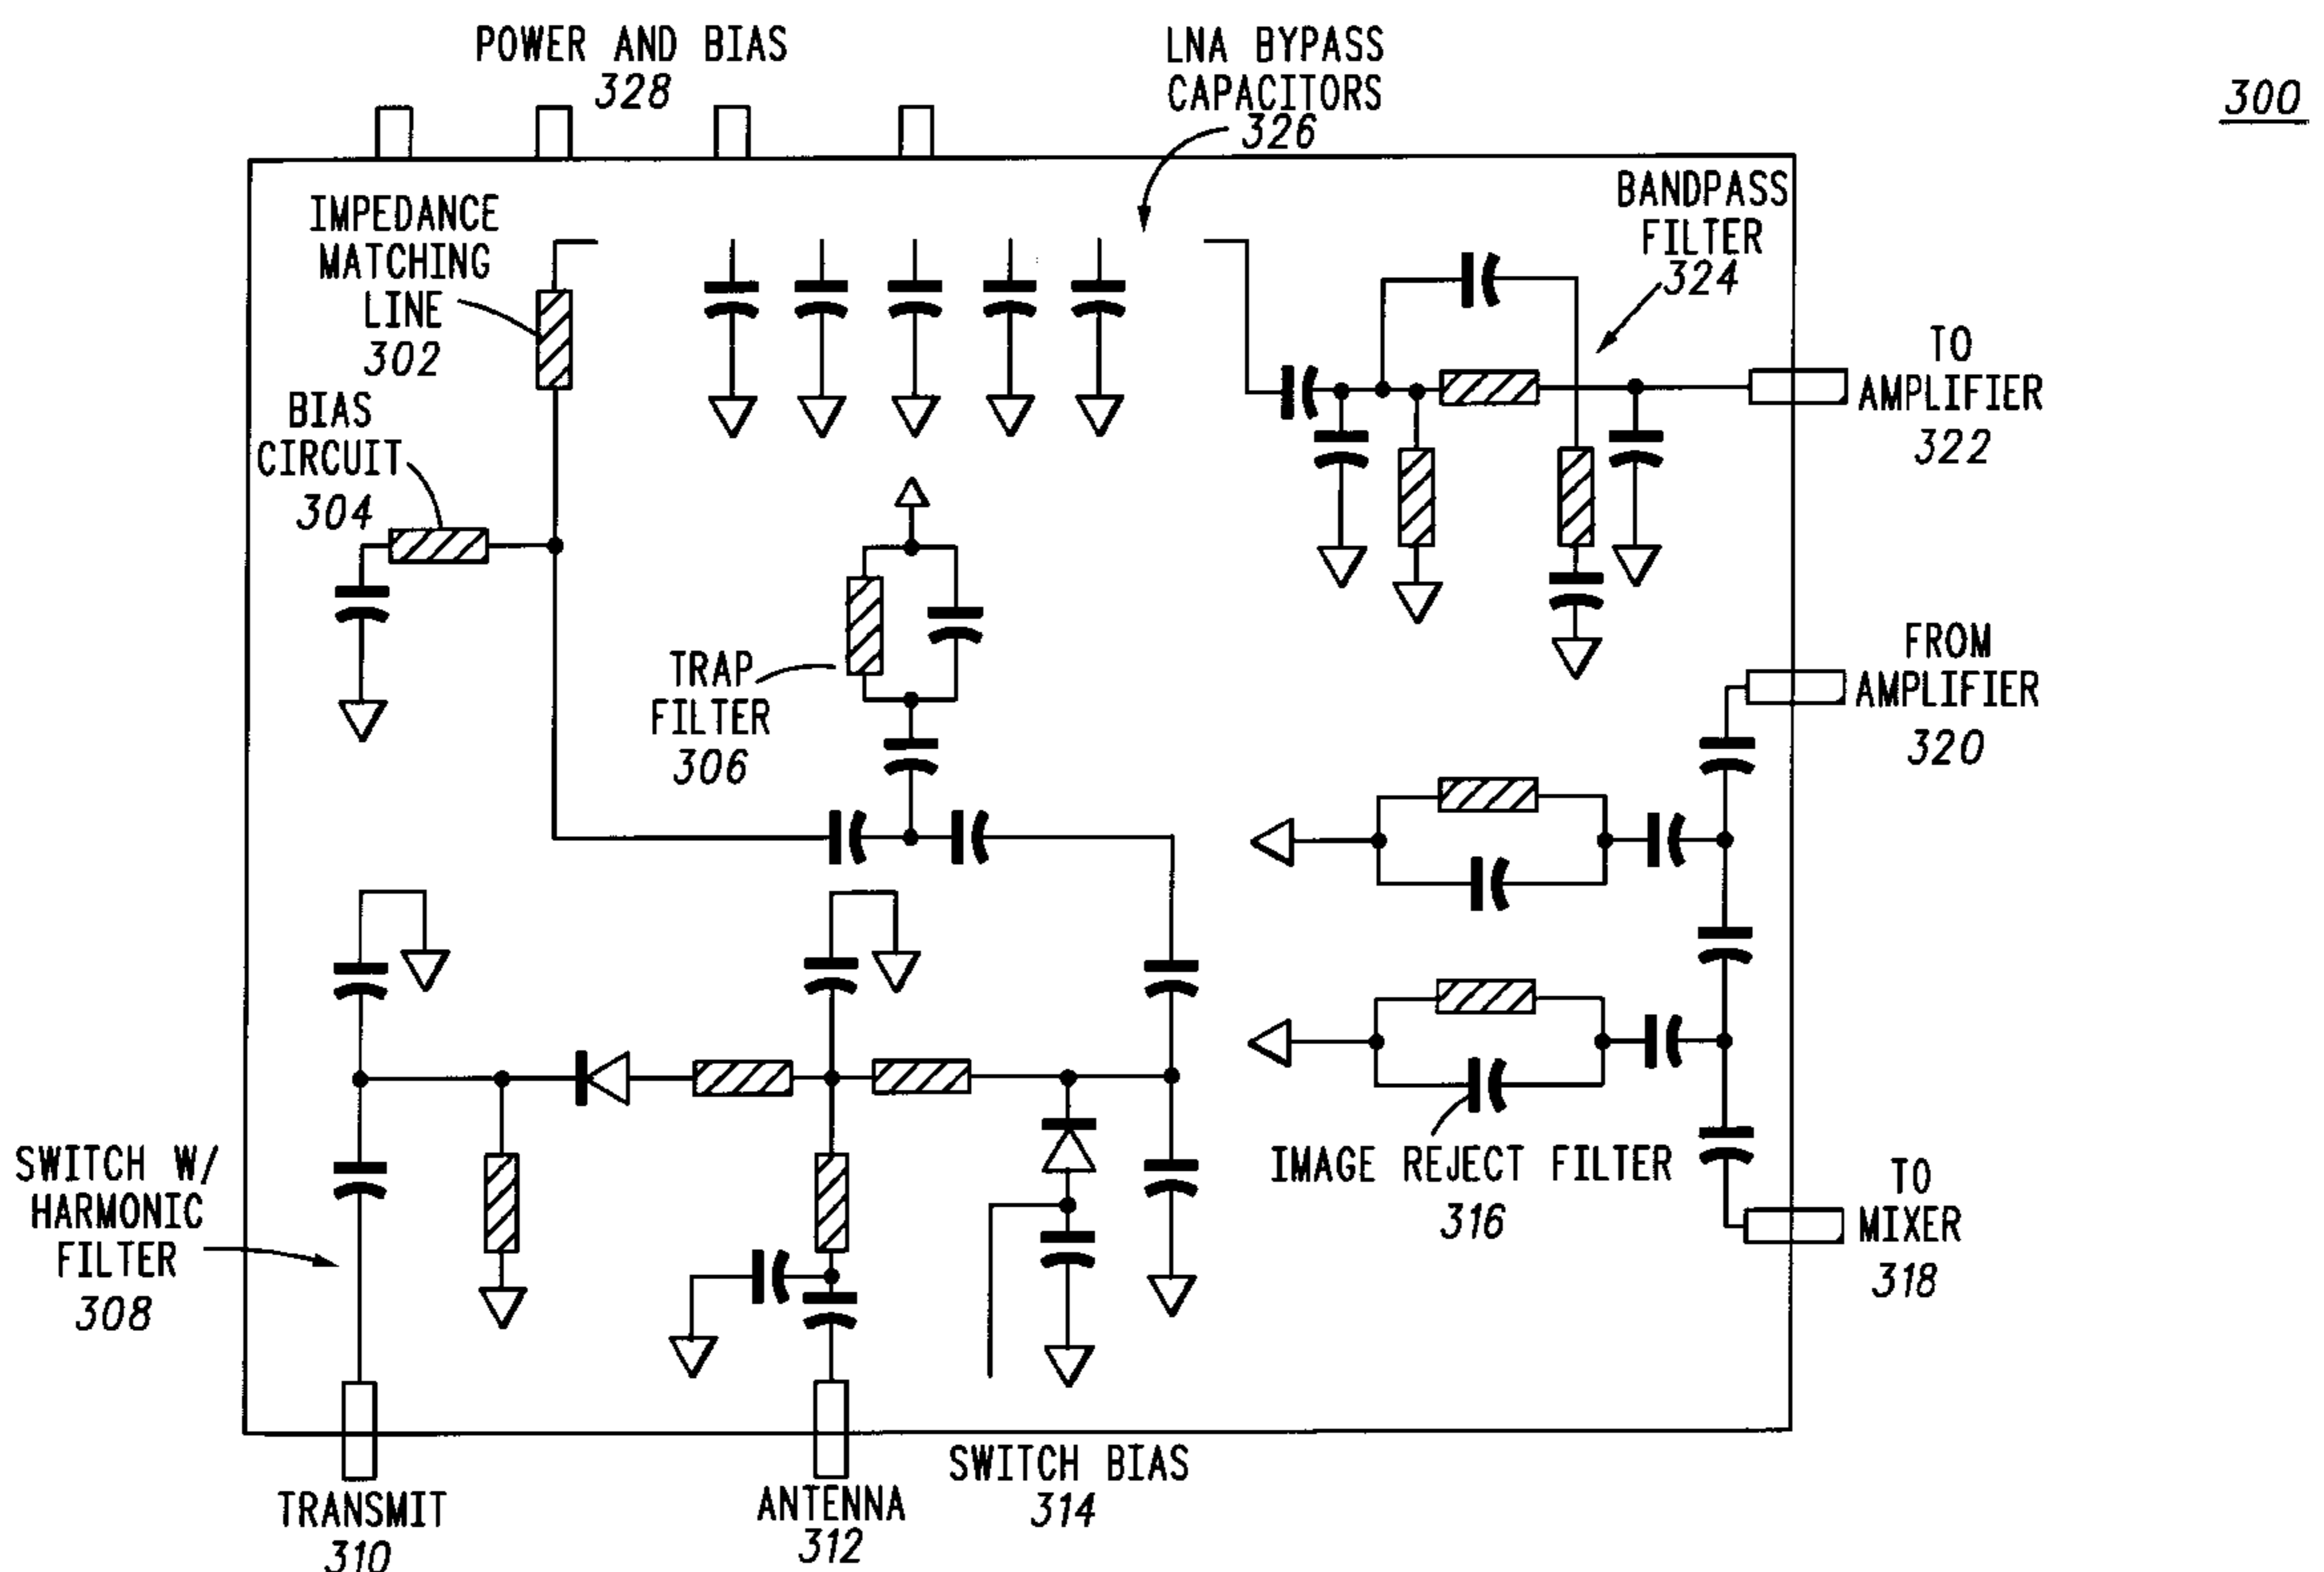 POWER AND BIAS
328
LNA BYPASS
CAPACITORS
326
300
IMPEDANCE
MATCHING
LINE
302
BANDPASS
FILTER
324
BIAS
CIRCUIT
304
TO
AMPLIFIER
322
TRAP
FILTER
306
FROM
AMPLIFIER
320
SWITCH W/
HARMONIC
FILTER
308
IMAGE REJECT FILTER
316
TO
MIXER
318
TRANSMIT
310
ANTENNA
312
SWITCH BIAS
314